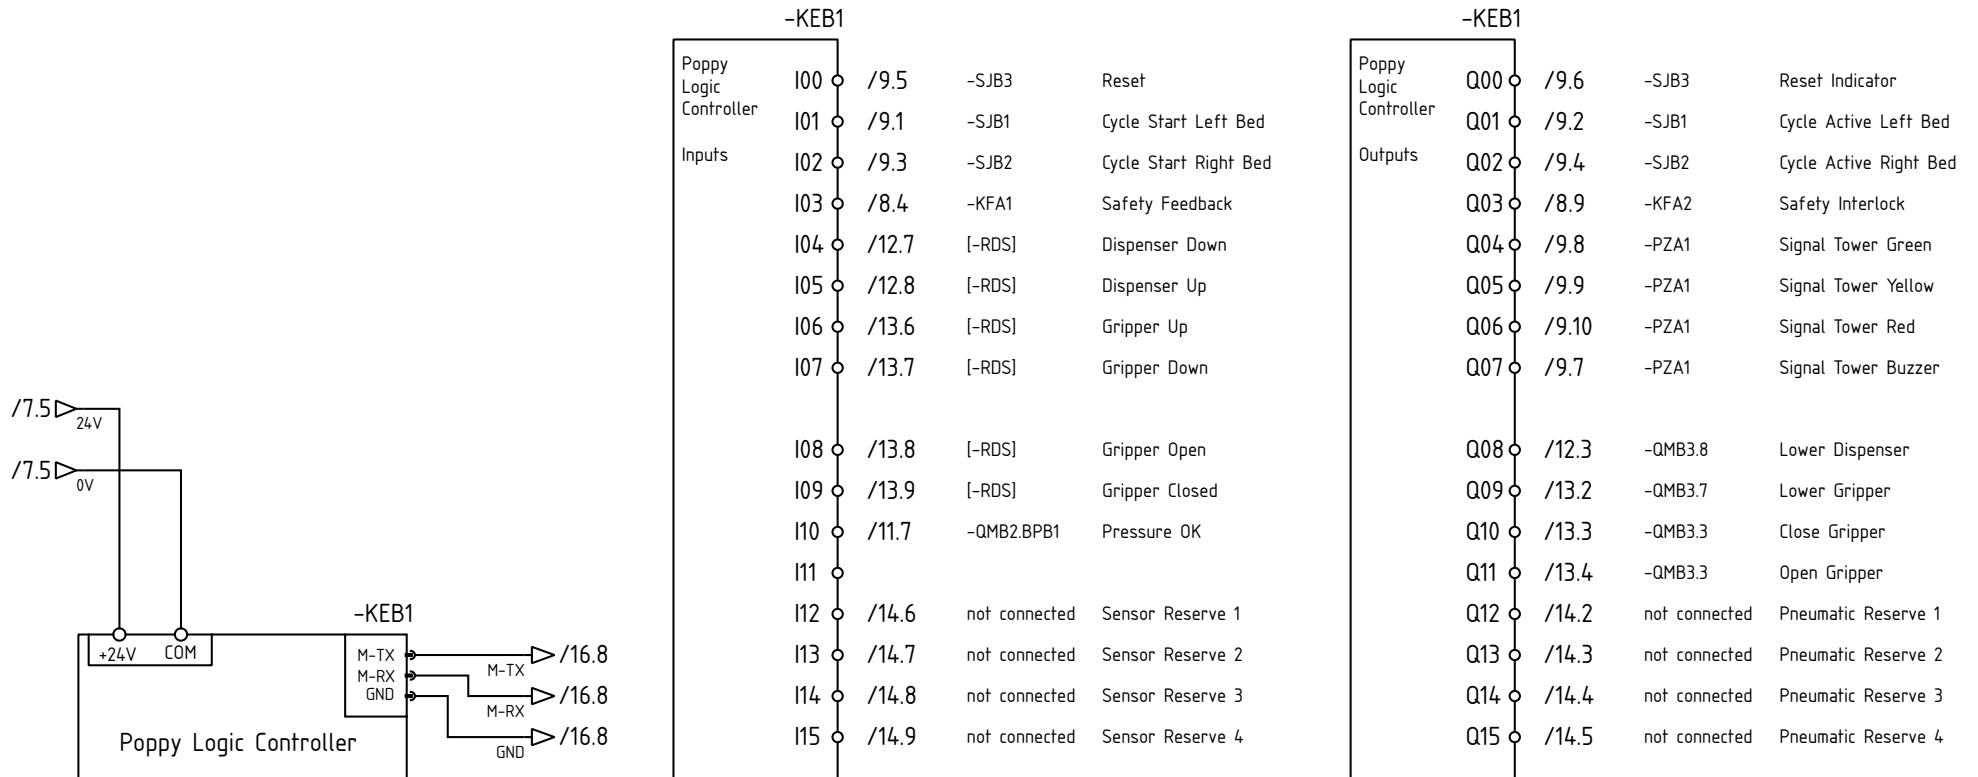 /7.5
24V
/7.5
0V
-KEB1
+24V COM
M-TX
M-RX
GND
M-TX /16.8
M-RX /16.8
GND /16.8
Poppy Logic Controller
-KEB1
Poppy
Logic
Controller
Inputs
I00 /9.5 -SJB3 Reset
I01 /9.1 -SJB1 Cycle Start Left Bed
I02 /9.3 -SJB2 Cycle Start Right Bed
I03 /8.4 -KFA1 Safety Feedback
I04 /12.7 [-RDS] Dispenser Down
I05 /12.8 [-RDS] Dispenser Up
I06 /13.6 [-RDS] Gripper Up
I07 /13.7 [-RDS] Gripper Down
I08 /13.8 [-RDS] Gripper Open
I09 /13.9 [-RDS] Gripper Closed
I10 /11.7 -QMB2.BPB1 Pressure OK
I11
I12 /14.6 not connected Sensor Reserve 1
I13 /14.7 not connected Sensor Reserve 2
I14 /14.8 not connected Sensor Reserve 3
I15 /14.9 not connected Sensor Reserve 4
-KEB1
Poppy
Logic
Controller
Outputs
Q00 /9.6 -SJB3 Reset Indicator
Q01 /9.2 -SJB1 Cycle Active Left Bed
Q02 /9.4 -SJB2 Cycle Active Right Bed
Q03 /8.9 -KFA2 Safety Interlock
Q04 /9.8 -PZA1 Signal Tower Green
Q05 /9.9 -PZA1 Signal Tower Yellow
Q06 /9.10 -PZA1 Signal Tower Red
Q07 /9.7 -PZA1 Signal Tower Buzzer
Q08 /12.3 -QMB3.8 Lower Dispenser
Q09 /13.2 -QMB3.7 Lower Gripper
Q10 /13.3 -QMB3.3 Close Gripper
Q11 /13.4 -QMB3.3 Open Gripper
Q12 /14.2 not connected Pneumatic Reserve 1
Q13 /14.3 not connected Pneumatic Reserve 2
Q14 /14.4 not connected Pneumatic Reserve 3
Q15 /14.5 not connected Pneumatic Reserve 4